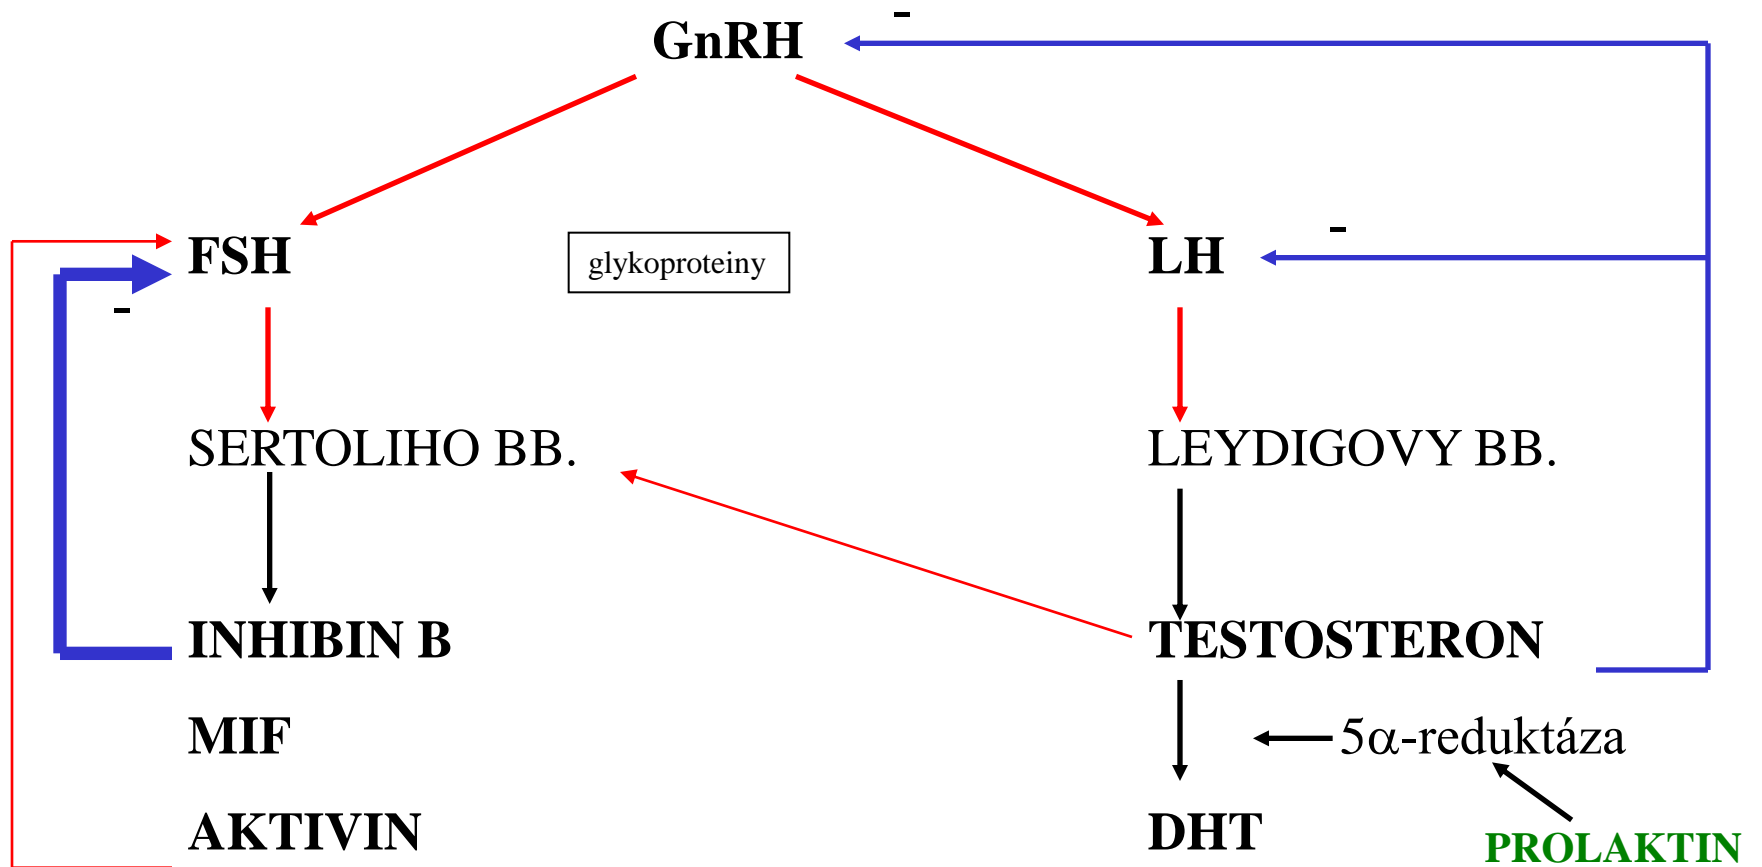 -
GnRH
-
FSH
glykoproteiny
LH
-
SERTOLIHO BB.
LEYDIGOVY BB.
INHIBIN B
TESTOSTERON
MIF
5α-reduktáza
AKTIVIN
DHT
PROLAKTIN